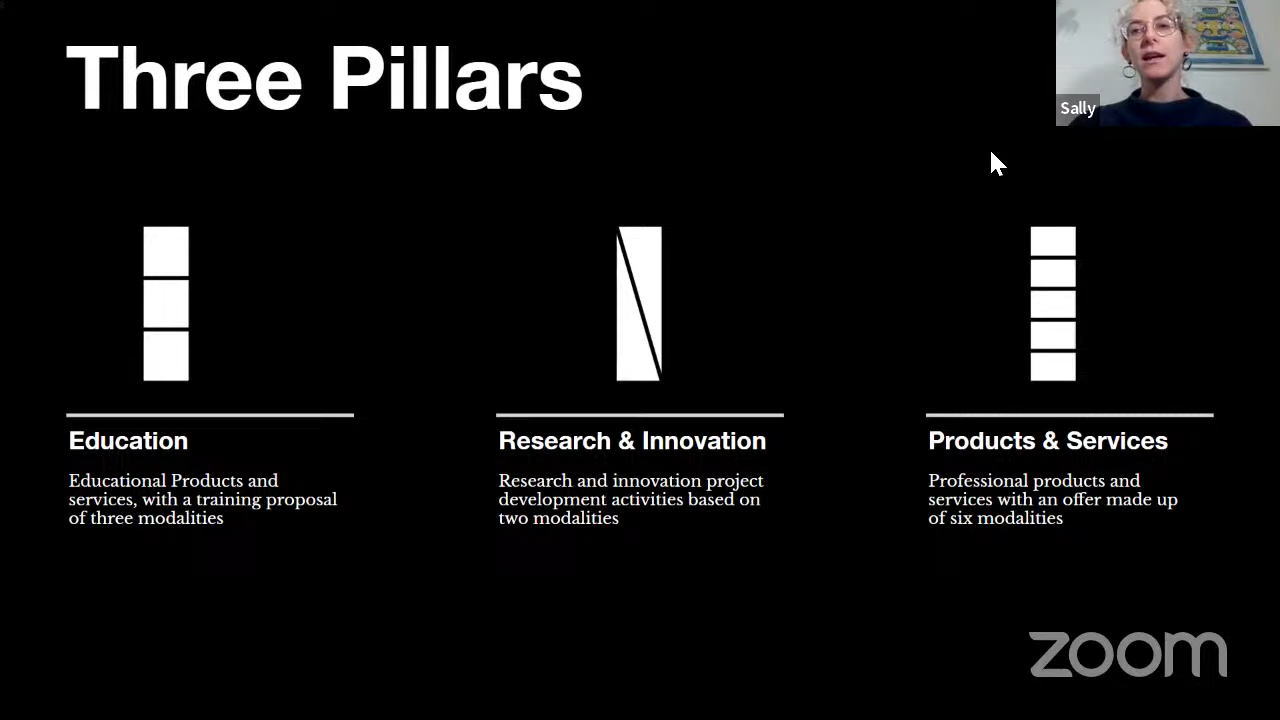 Three Pillars
Sally
Education
Educational Products and
services, with a training proposal
of three modalities
Research & Innovation
Research and innovation project
development activities based on
two modalities
Products & Services
Professional products and
services with an offer made up
of six modalities
zoom